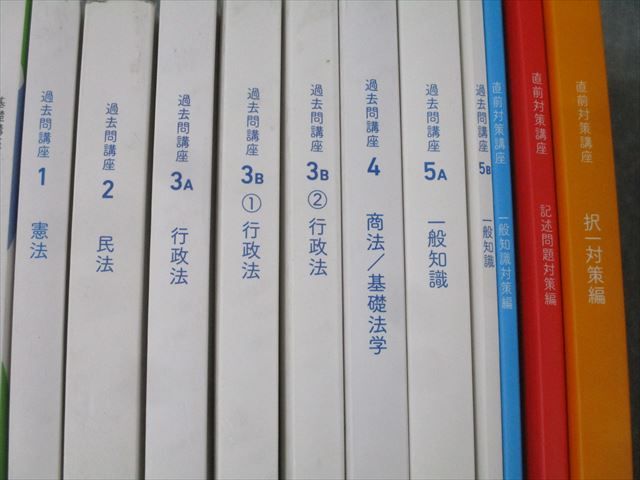 基礎講座
過去問講座 1 憲法
過去問講座 2 民法
過去問講座 3A 行政法
過去問講座 3B ① 行政法
過去問講座 3B ② 行政法
過去問講座 4 商法/基礎法学
過去問講座 5A 一般知識
過去問講座 5B 一般知識
直前対策講座 一般知識対策編
直前対策講座 記述問題対策編
直前対策講座 択一対策編